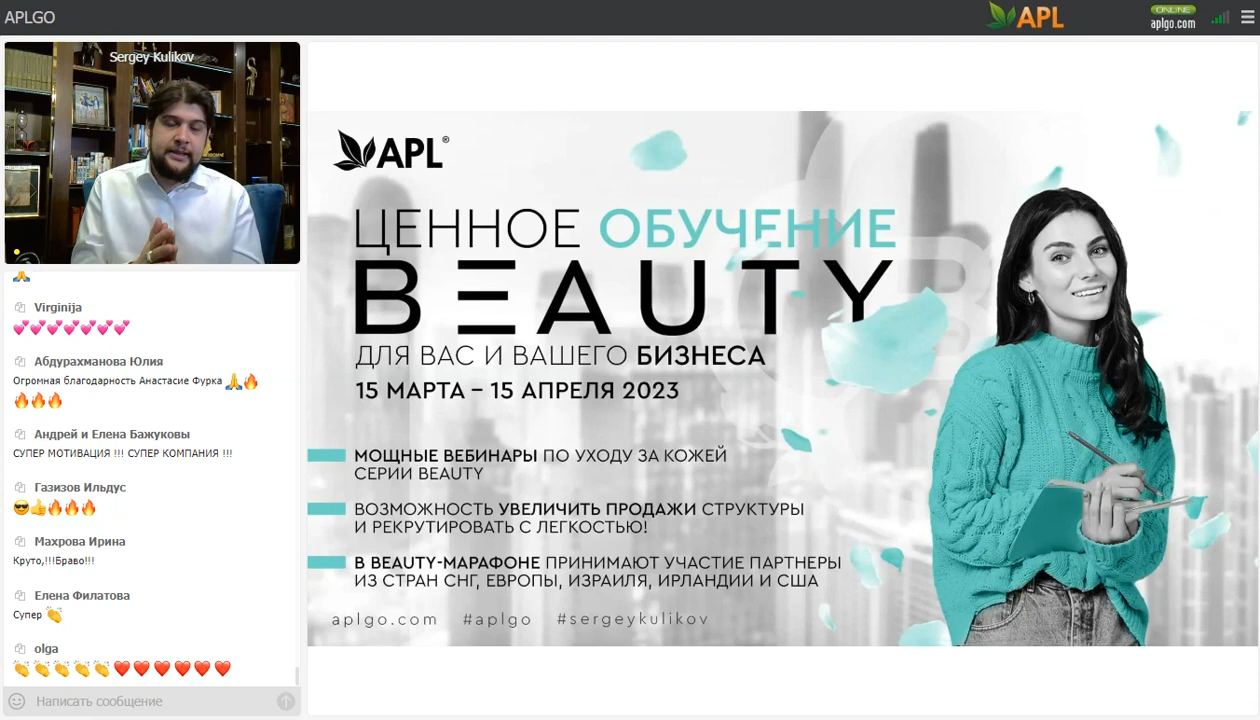 APLGO
APL
ONLINE
aplgo.com
Sergey Kulikov
Virginija
Абдурахманова Юлия
Огромная благодарность Анастасие Фурка
Андрей и Елена Бажуковы
СУПЕР МОТИВАЦИЯ !!! СУПЕР КОМПАНИЯ !!!
Газизов Ильдус
Махрова Ирина
Круто,!!!Браво!!!
Елена Филатова
Супер
olga
Написать сообщение
APL®
ЦЕННОЕ ОБУЧЕНИЕ
BEAUTY
ДЛЯ ВАС И ВАШЕГО БИЗНЕСА
15 МАРТА – 15 АПРЕЛЯ 2023
МОЩНЫЕ ВЕБИНАРЫ ПО УХОДУ ЗА КОЖЕЙ
СЕРИИ BEAUTY
ВОЗМОЖНОСТЬ УВЕЛИЧИТЬ ПРОДАЖИ СТРУКТУРЫ
И РЕКРУТИРОВАТЬ С ЛЕГКОСТЬЮ!
В BEAUTY-МАРАФОНЕ ПРИНИМАЮТ УЧАСТИЕ ПАРТНЕРЫ
ИЗ СТРАН СНГ, ЕВРОПЫ, ИЗРАИЛЯ, ИРЛАНДИИ И США
aplgo.com #aplgo #sergeykulikov